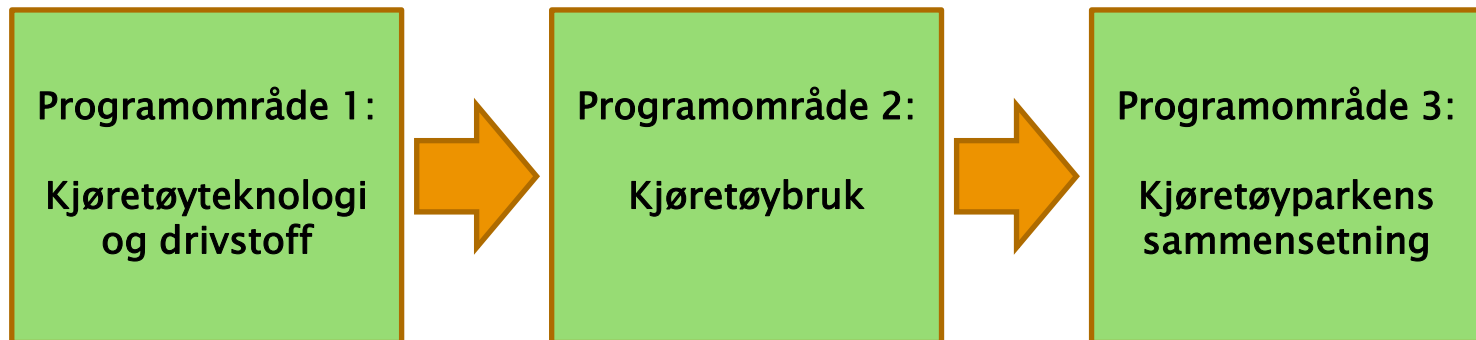 Programområde 1:
Kjøretøyteknologi
og drivstoff
Programområde 2:
Kjøretøybruk
Programområde 3:
Kjøretøyparkens
sammensetning